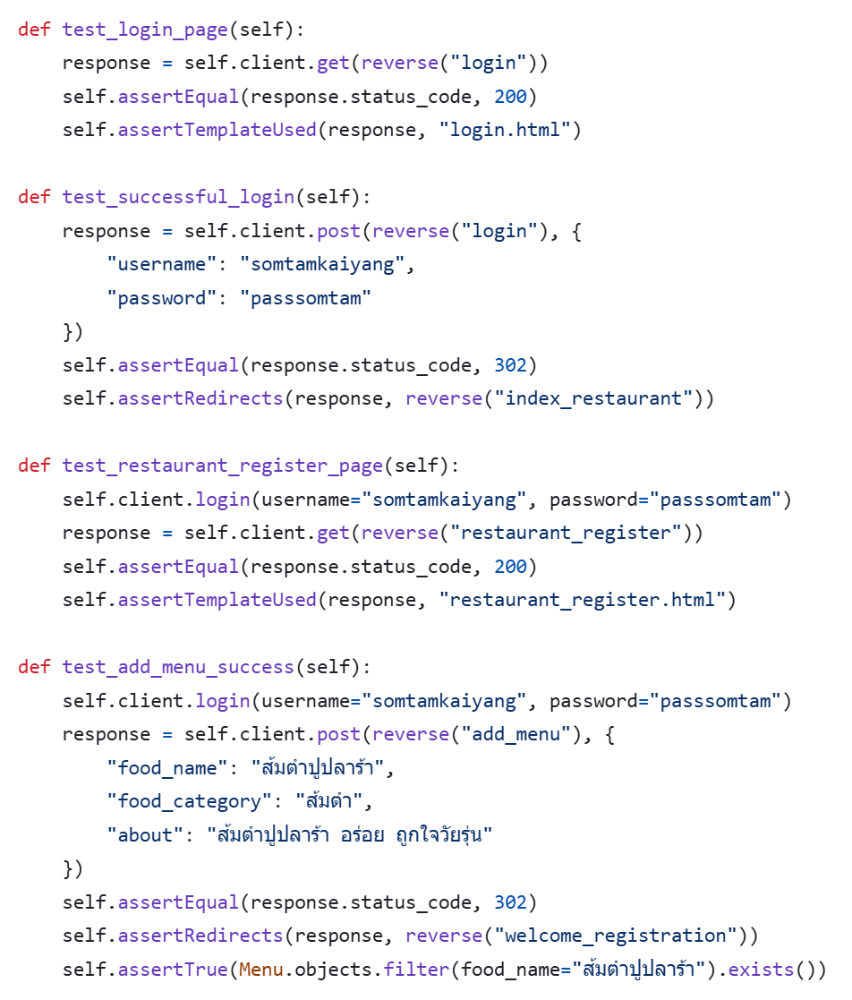 def test_login_page(self):
    response = self.client.get(reverse("login"))
    self.assertEqual(response.status_code, 200)
    self.assertTemplateUsed(response, "login.html")

def test_successful_login(self):
    response = self.client.post(reverse("login"), {
        "username": "somtamkaiyang",
        "password": "passsomtam"
    })
    self.assertEqual(response.status_code, 302)
    self.assertRedirects(response, reverse("index_restaurant"))

def test_restaurant_register_page(self):
    self.client.login(username="somtamkaiyang", password="passsomtam")
    response = self.client.get(reverse("restaurant_register"))
    self.assertEqual(response.status_code, 200)
    self.assertTemplateUsed(response, "restaurant_register.html")

def test_add_menu_success(self):
    self.client.login(username="somtamkaiyang", password="passsomtam")
    response = self.client.post(reverse("add_menu"), {
        "food_name": "ส้มตำปูปลาร้า",
        "food_category": "ส้มตำ",
        "about": "ส้มตำปูปลาร้า อร่อย ถูกใจวัยรุ่น"
    })
    self.assertEqual(response.status_code, 302)
    self.assertRedirects(response, reverse("welcome_registration"))
    self.assertTrue(Menu.objects.filter(food_name="ส้มตำปูปลาร้า").exists())